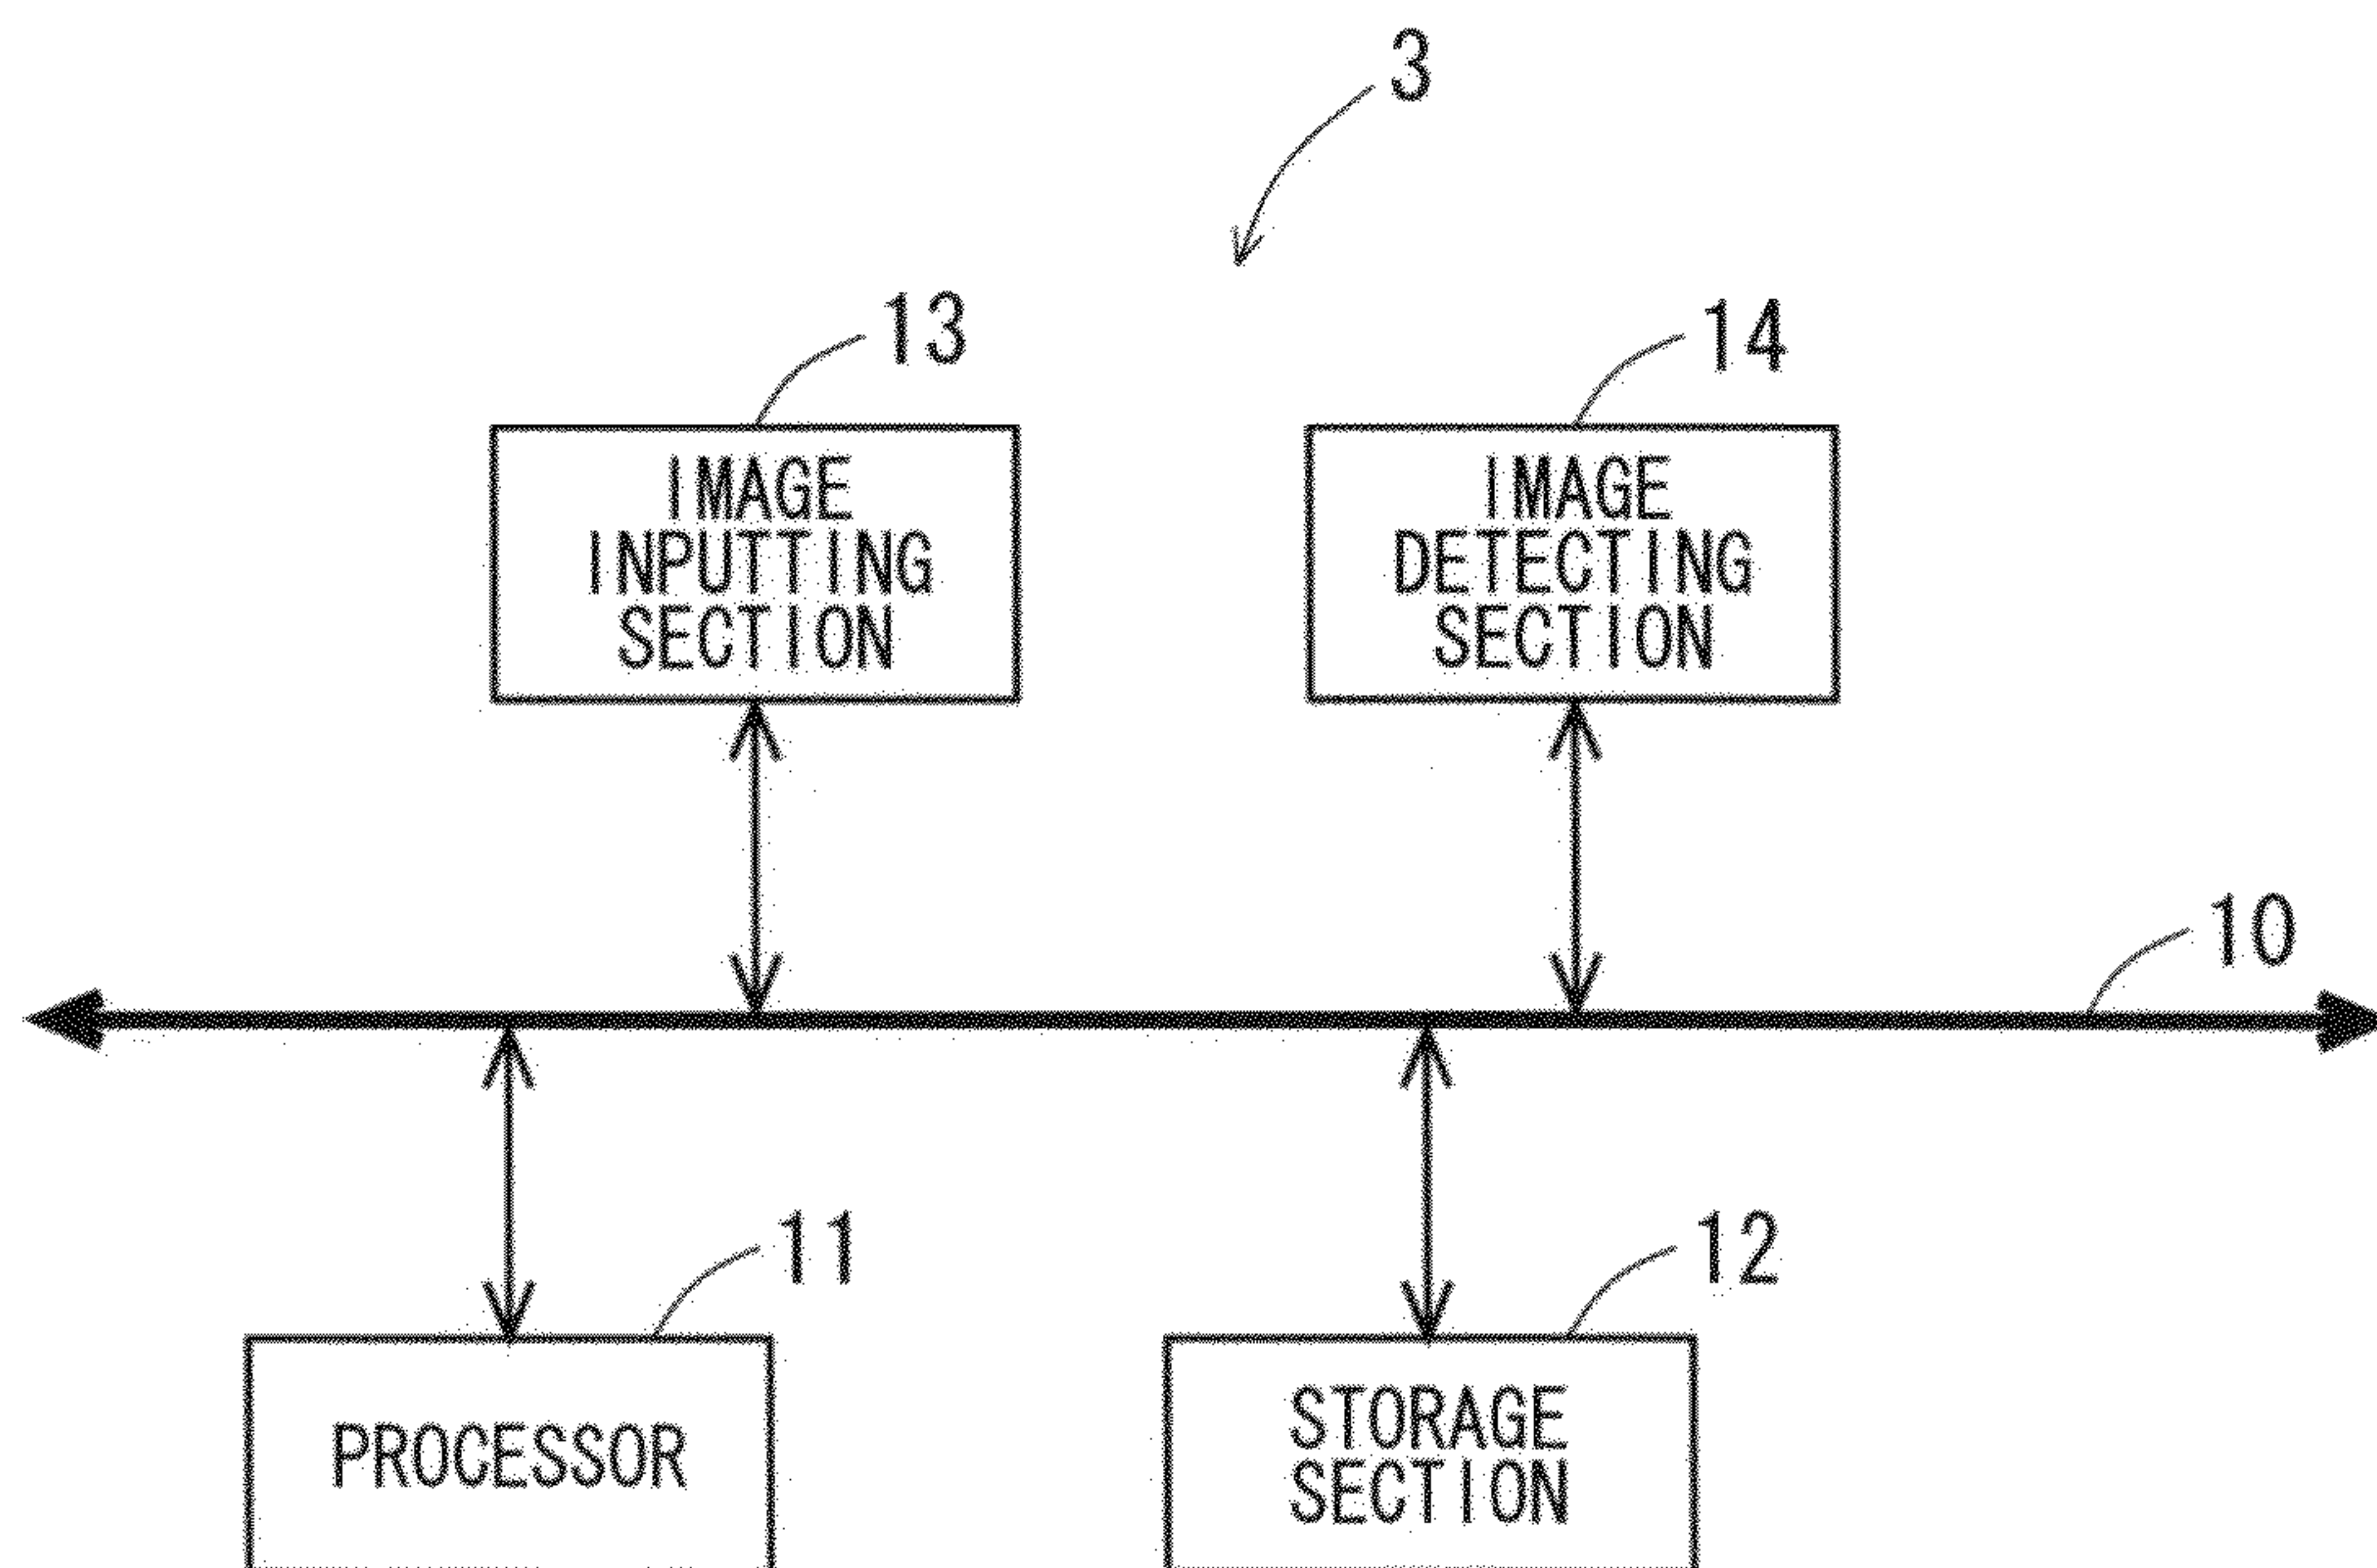 3
13
14
IMAGE
INPUTTING
SECTION
IMAGE
DETECTING
SECTION
10
11
12
PROCESSOR
STORAGE
SECTION